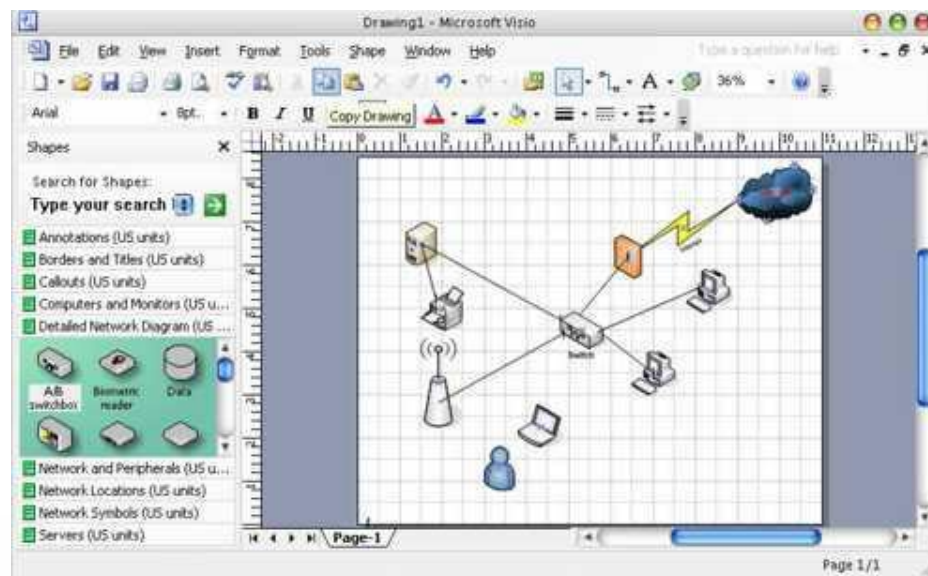 Drawing1 - Microsoft Visio
File Edit View Insert Format Tools Shape Window Help Type a question for help
A 36%
Arial 8pt. B I U Copy Drawing A
Shapes
Search for Shapes:
Type your search
Annotations (US units)
Borders and Titles (US units)
Callouts (US units)
Computers and Monitors (US u...
Detailed Network Diagram (US ...
A/B switchbox
Biometric reader
Data
Switch
Network and Peripherals (US u...
Network Locations (US units)
Network Symbols (US units)
Servers (US units)
Page-1
Page 1/1